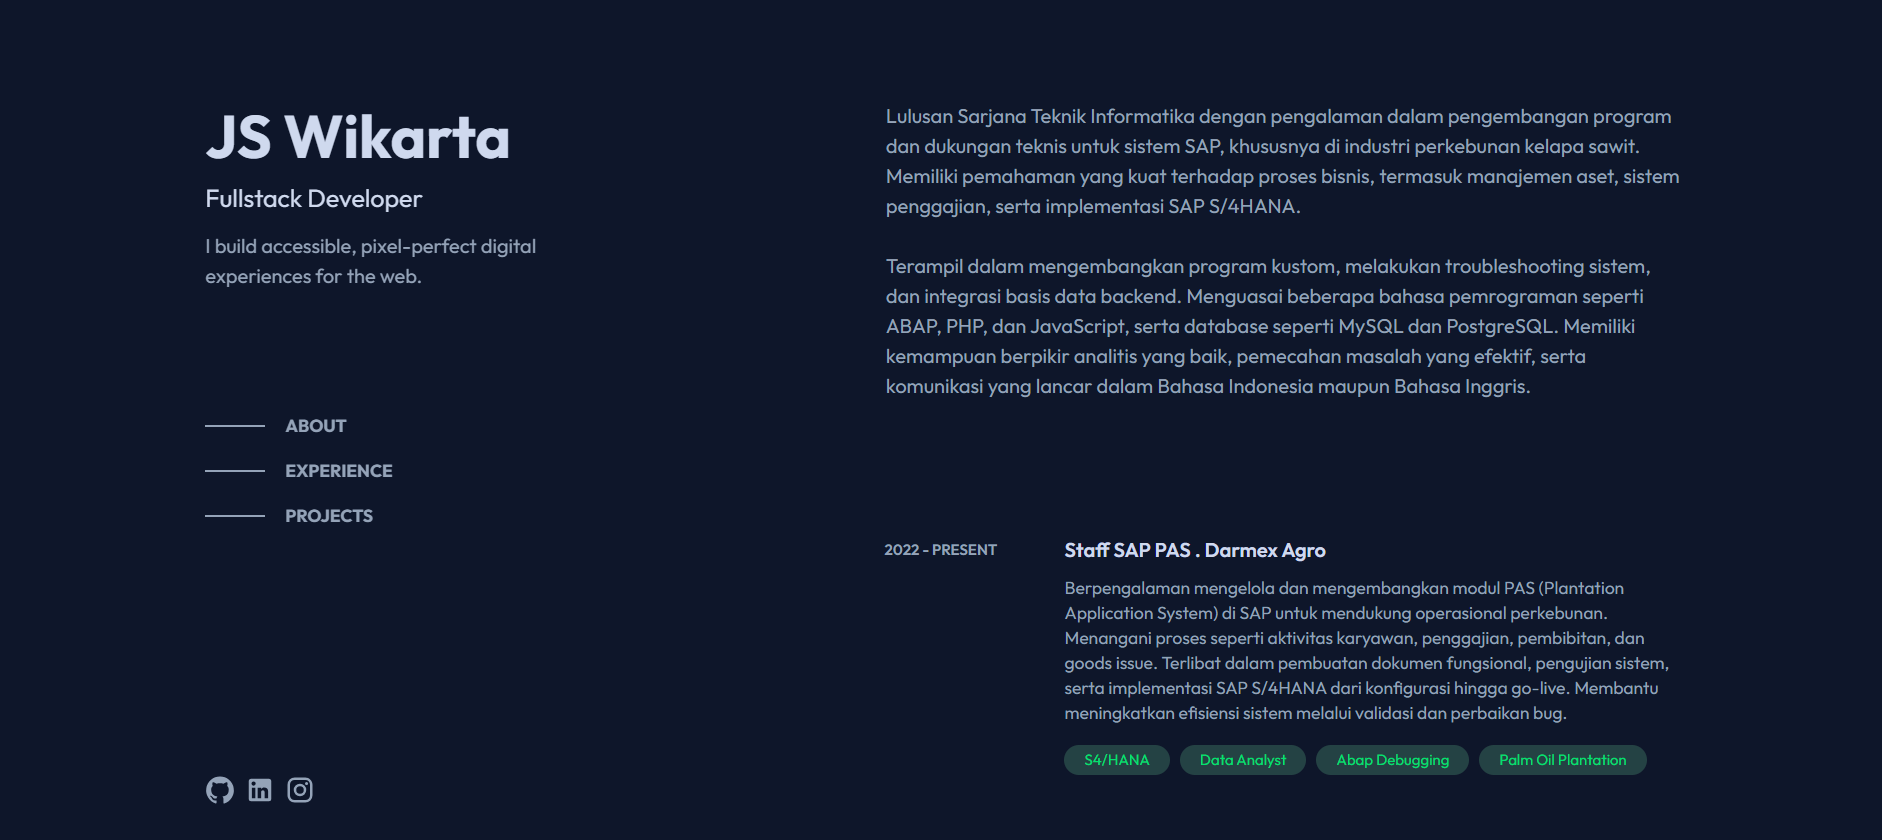 JS Wikarta
Fullstack Developer
I build accessible, pixel-perfect digital
experiences for the web.
ABOUT
EXPERIENCE
PROJECTS
Lulusan Sarjana Teknik Informatika dengan pengalaman dalam pengembangan program
dan dukungan teknis untuk sistem SAP, khususnya di industri perkebunan kelapa sawit.
Memiliki pemahaman yang kuat terhadap proses bisnis, termasuk manajemen aset, sistem
penggajian, serta implementasi SAP S/4HANA.
Terampil dalam mengembangkan program kustom, melakukan troubleshooting sistem,
dan integrasi basis data backend. Menguasai beberapa bahasa pemrograman seperti
ABAP, PHP, dan JavaScript, serta database seperti MySQL dan PostgreSQL. Memiliki
kemampuan berpikir analitis yang baik, pemecahan masalah yang efektif, serta
komunikasi yang lancar dalam Bahasa Indonesia maupun Bahasa Inggris.
2022 - PRESENT
Staff SAP PAS . Darmex Agro
Berpengalaman mengelola dan mengembangkan modul PAS (Plantation
Application System) di SAP untuk mendukung operasional perkebunan.
Menangani proses seperti aktivitas karyawan, penggajian, pembibitan, dan
goods issue. Terlibat dalam pembuatan dokumen fungsional, pengujian sistem,
serta implementasi SAP S/4HANA dari konfigurasi hingga go-live. Membantu
meningkatkan efisiensi sistem melalui validasi dan perbaikan bug.
S4/HANA
Data Analyst
Abap Debugging
Palm Oil Plantation